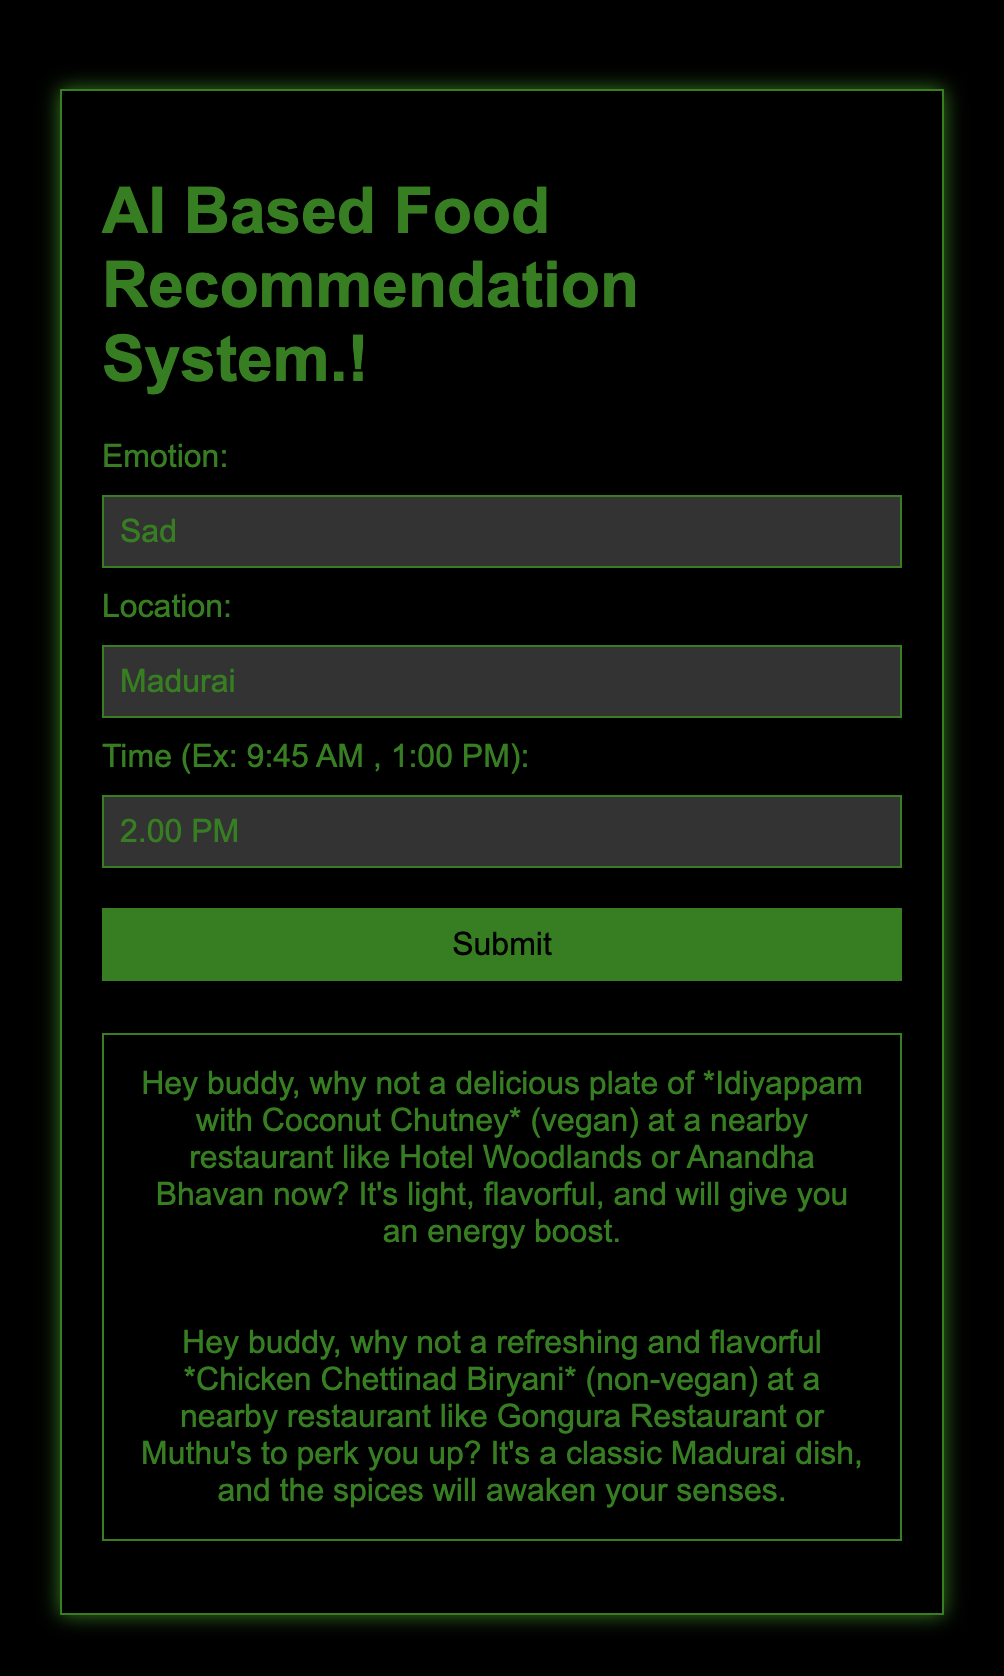 AI Based Food
Recommendation
System.!
Emotion:
Sad
Location:
Madurai
Time (Ex: 9:45 AM , 1:00 PM):
2.00 PM
Submit
Hey buddy, why not a delicious plate of *Idiyappam
with Coconut Chutney* (vegan) at a nearby
restaurant like Hotel Woodlands or Anandha
Bhavan now? It's light, flavorful, and will give you
an energy boost.
Hey buddy, why not a refreshing and flavorful
*Chicken Chettinad Biryani* (non-vegan) at a
nearby restaurant like Gongura Restaurant or
Muthu's to perk you up? It's a classic Madurai dish,
and the spices will awaken your senses.